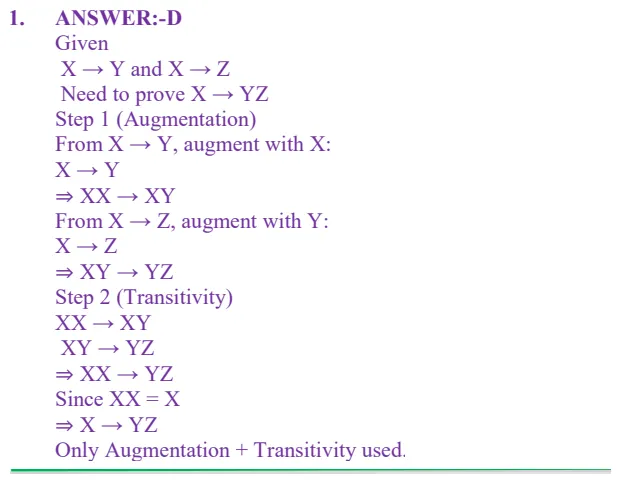 1. ANSWER:-D
Given
X → Y and X → Z
Need to prove X → YZ
Step 1 (Augmentation)
From X → Y, augment with X:
X → Y
⇒ XX → XY
From X → Z, augment with Y:
X → Z
⇒ XY → YZ
Step 2 (Transitivity)
XX → XY
XY → YZ
⇒ XX → YZ
Since XX = X
⇒ X → YZ
Only Augmentation + Transitivity used.